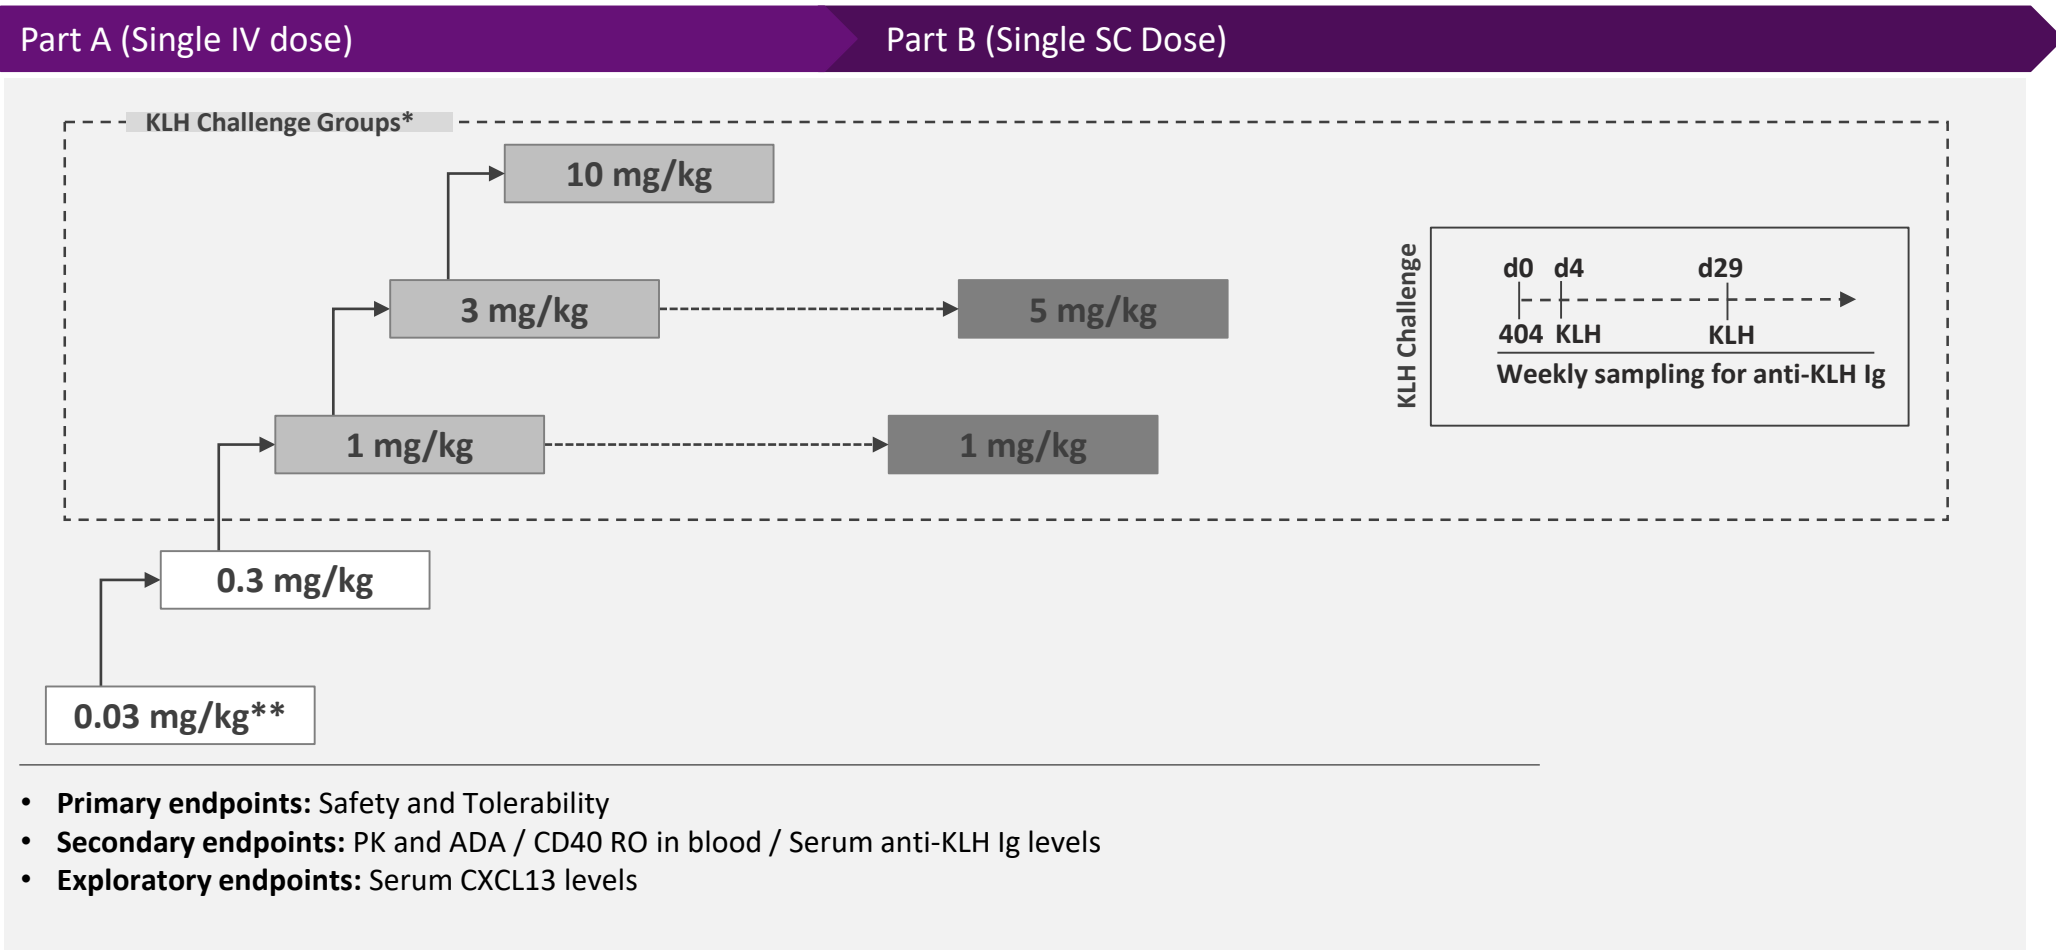 Part A (Single IV dose)
Part B (Single SC Dose)
KLH Challenge Groups*
10 mg/kg
3 mg/kg
5 mg/kg
1 mg/kg
1 mg/kg
0.3 mg/kg
0.03 mg/kg**
KLH Challenge
d0 d4 d29
404 KLH KLH
Weekly sampling for anti-KLH Ig
• Primary endpoints: Safety and Tolerability
• Secondary endpoints: PK and ADA / CD40 RO in blood / Serum anti-KLH Ig levels
• Exploratory endpoints: Serum CXCL13 levels